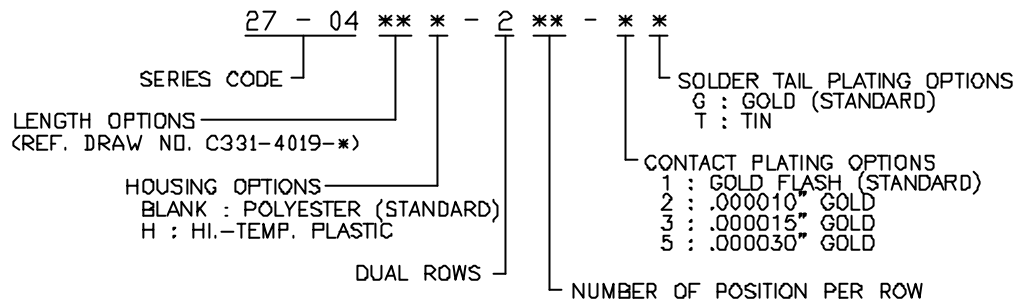 27 - 04 ** * - 2 ** - * *
SERIES CODE
SOLDER TAIL PLATING OPTIONS
G : GOLD (STANDARD)
T : TIN
LENGTH OPTIONS
(REF. DRAW NO. C331-4019-*)
CONTACT PLATING OPTIONS
1 : GOLD FLASH (STANDARD)
2 : .000010" GOLD
3 : .000015" GOLD
5 : .000030" GOLD
HOUSING OPTIONS
BLANK : POLYESTER (STANDARD)
H : HI.-TEMP. PLASTIC
DUAL ROWS
NUMBER OF POSITION PER ROW